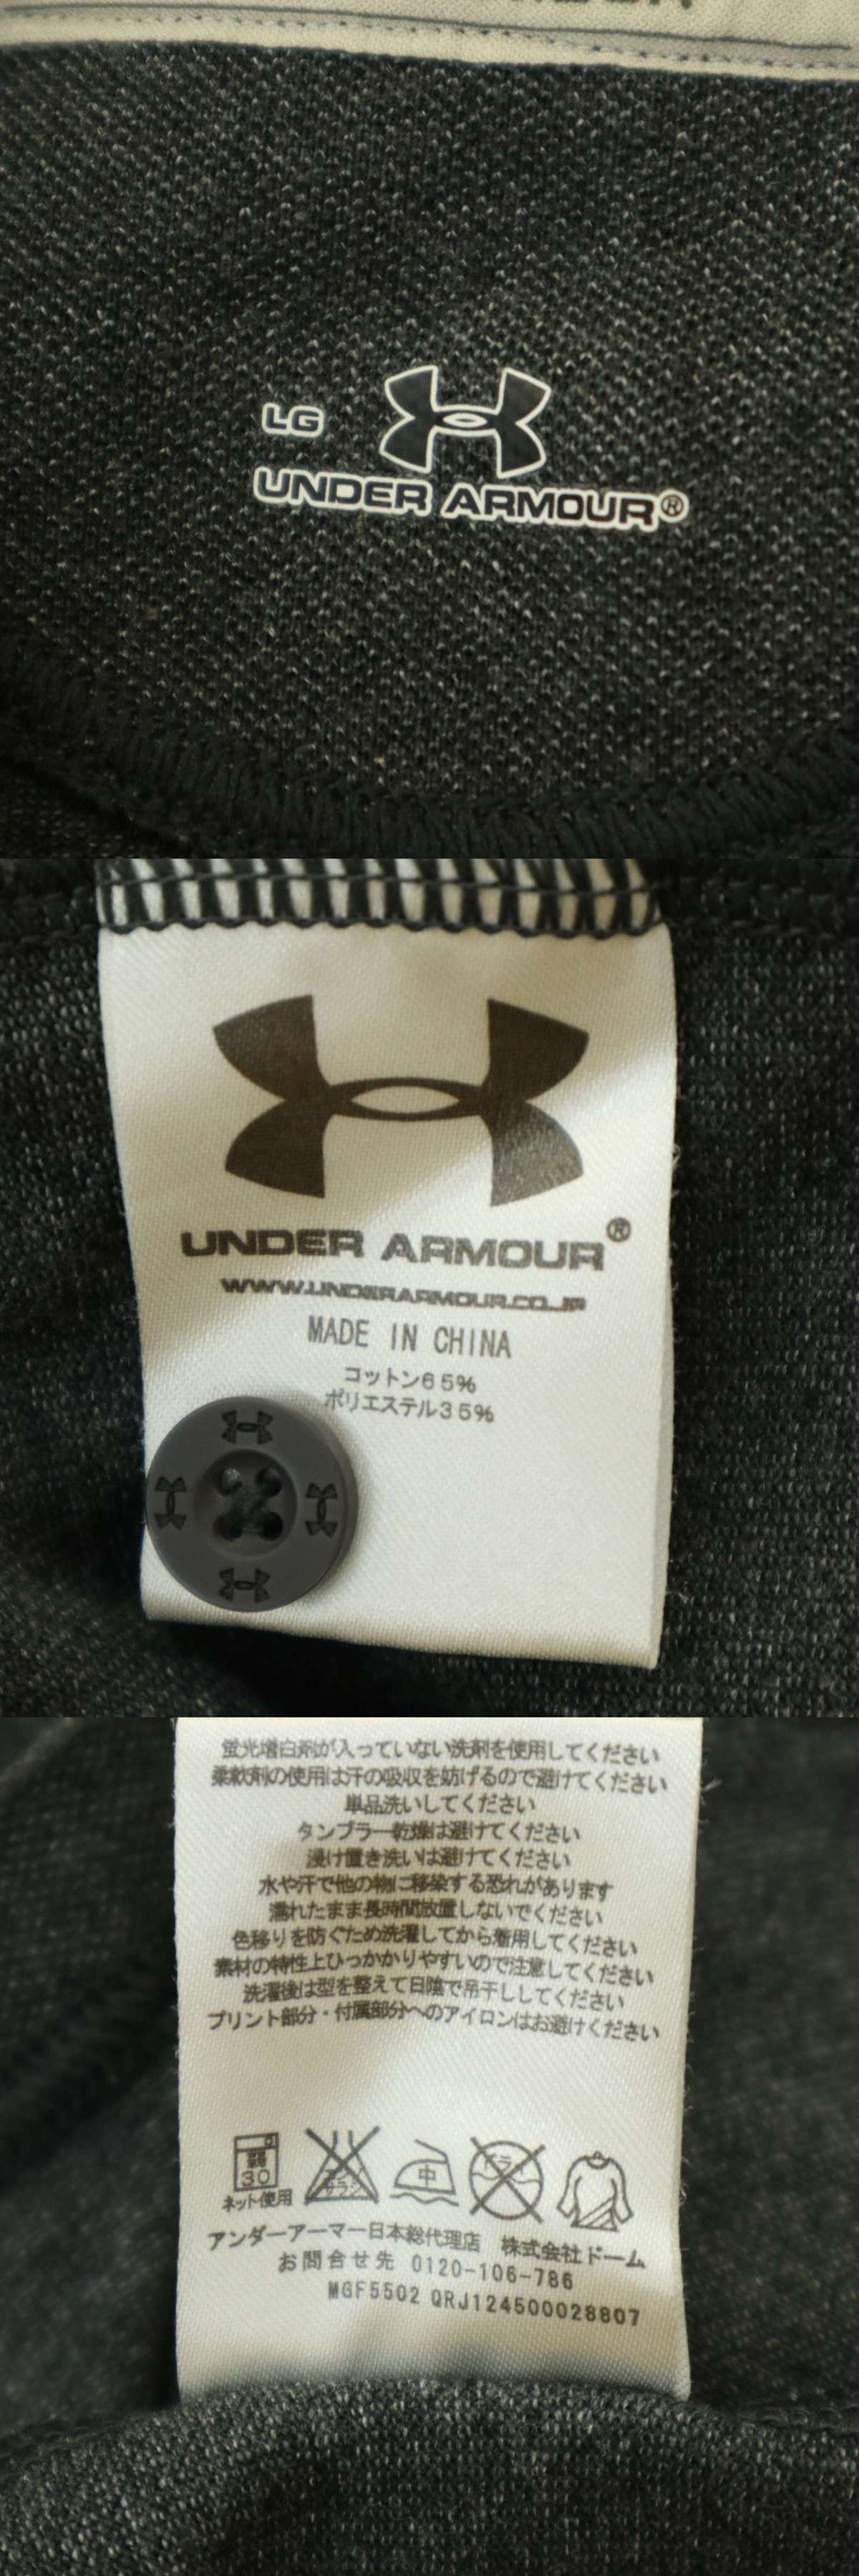 LG
UNDER ARMOUR®
UNDER ARMOUR®
WWW.UNDERARMOUR.CO.JP
MADE IN CHINA
コットン65%
ポリエステル35%
蛍光増白剤が入っていない洗剤を使用してください
柔軟剤の使用は汗の吸収を妨げるので避けてください
単品洗いしてください
タンブラー乾燥は避けてください
浸け置き洗いは避けてください
水や汗で他の物に移染する恐れがあります
濡れたまま長時間放置しないでください
色移りを防ぐため洗濯してから着用してください
素材の特性上ひっかかりやすいので注意してください
洗濯後は型を整えて日陰で吊干ししてください
プリント部分・付属部分へのアイロンはお避けください
弱 30 中 ドライ
ネット使用
アンダーアーマー日本総代理店 株式会社ドーム
お問合せ先 0120-106-786
MGF5502 QRJ124500028807